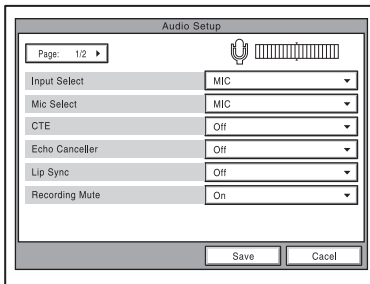 Audio Setup
Page: 1/2
Input Select MIC
Mic Select MIC
CTE Off
Echo Canceller Off
Lip Sync Off
Recording Mute On
Save Cacel